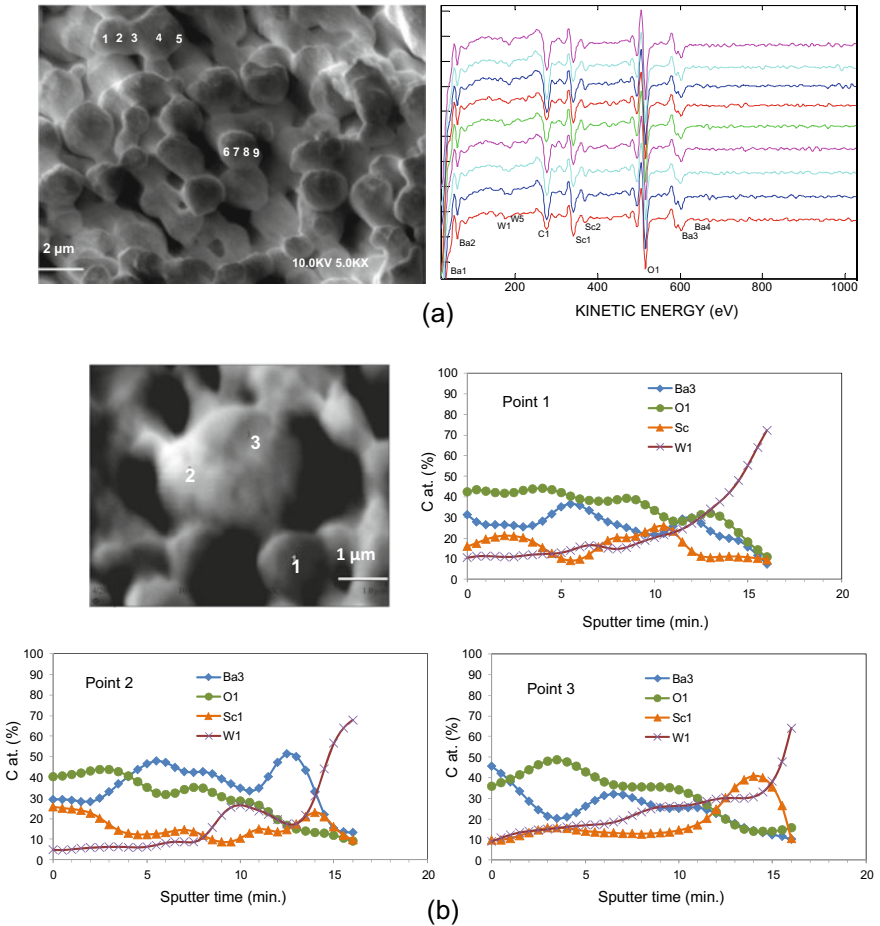 1 2 3 4 5
6 7 8 9
2 µm
10.0KV 5.0KX
Ba1
Ba2
W1
W5
C1
Sc1
Sc2
O1
Ba3
Ba4
200 400 600 800 1000
KINETIC ENERGY (eV)
(a)
2
3
1
1 µm
Point 1
Ba3
O1
Sc
W1
100
90
80
70
60
50
40
30
20
10
0
C at. (%)
0 5 10 15 20
Sputter time (min.)
Point 2
Ba3
O1
Sc1
W1
100
90
80
70
60
50
40
30
20
10
0
C at. (%)
0 5 10 15 20
Sputter time (min.)
Point 3
Ba3
O1
Sc1
W1
100
90
80
70
60
50
40
30
20
10
0
C at. (%)
0 5 10 15 20
Sputter time (min.)
(b)